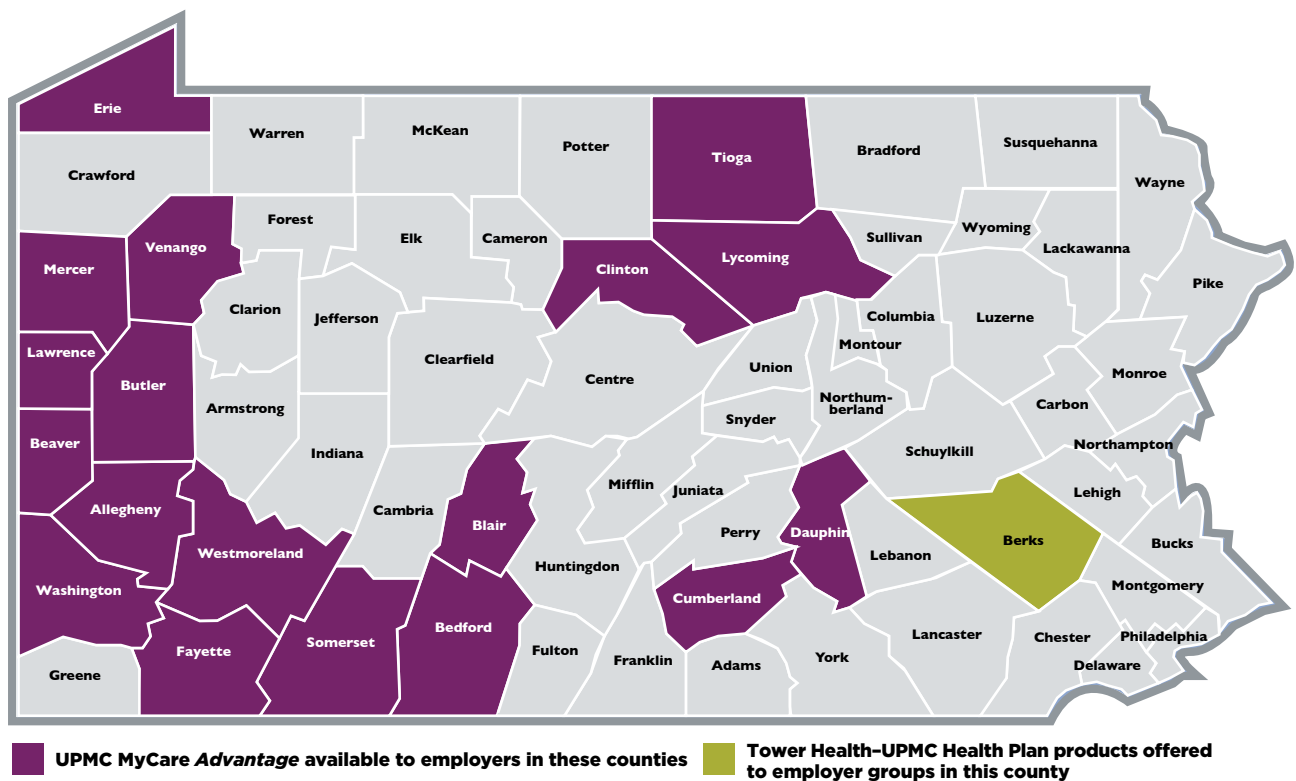 Erie
Warren
McKean
Potter
Tioga
Bradford
Susquehanna
Wayne
Crawford
Forest
Elk
Cameron
Venango
Mercer
Clinton
Lycoming
Sullivan
Wyoming
Lackawanna
Pike
Clarion
Jefferson
Clearfield
Columbia
Montour
Luzerne
Lawrence
Butler
Centre
Union
Monroe
Armstrong
Snyder
Northum-
berland
Carbon
Beaver
Indiana
Schuylkill
Northampton
Mifflin
Juniata
Lehigh
Allegheny
Cambria
Blair
Perry
Dauphin
Berks
Bucks
Westmoreland
Huntingdon
Lebanon
Washington
Cumberland
Montgomery
Bedford
Somerset
Fayette
Fulton
Franklin
Adams
York
Lancaster
Chester
Philadelphia
Delaware
Greene
UPMC MyCare Advantage available to employers in these counties
Tower Health–UPMC Health Plan products offered
to employer groups in this county